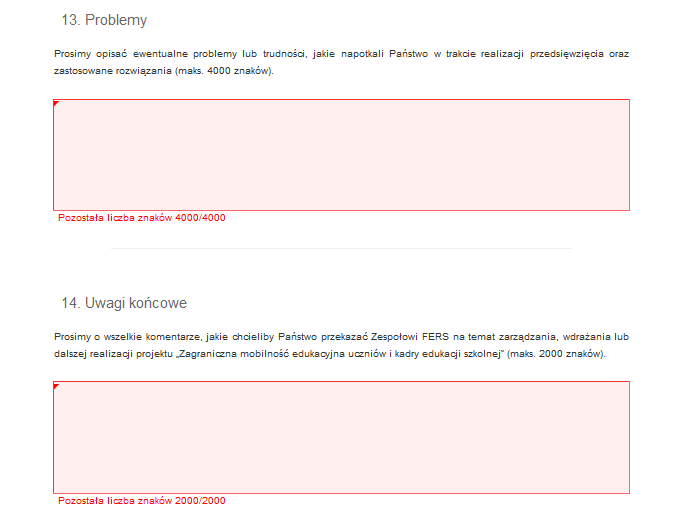 13. Problemy
Prosimy opisać ewentualne problemy lub trudności, jakie napotkali Państwo w trakcie realizacji przedsięwzięcia oraz
zastosowane rozwiązania (maks. 4000 znaków).
Pozostała liczba znaków 4000/4000
14. Uwagi końcowe
Prosimy o wszelkie komentarze, jakie chcieliby Państwo przekazać Zespołowi FERS na temat zarządzania, wdrażania lub
dalszej realizacji projektu „Zagraniczna mobilność edukacyjna uczniów i kadry edukacji szkolnej” (maks. 2000 znaków).
Pozostała liczba znaków 2000/2000